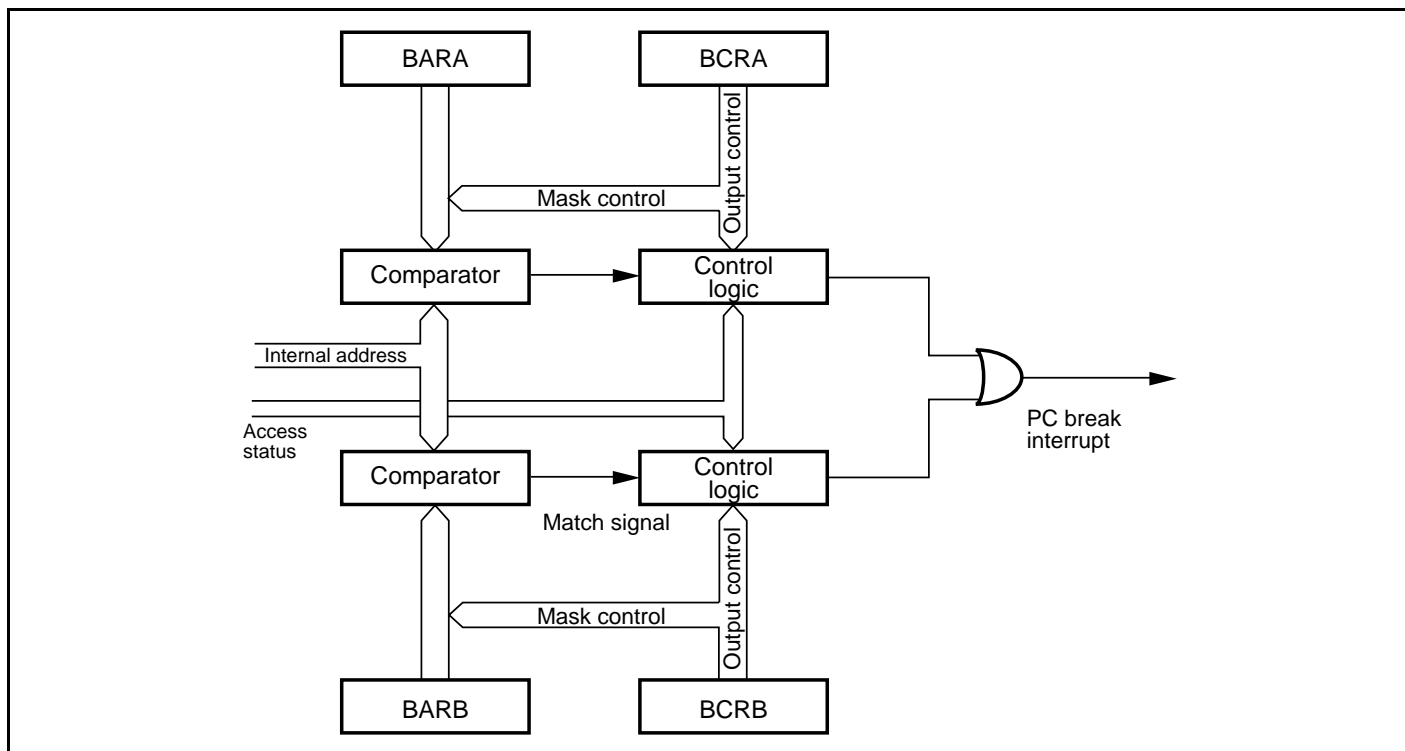 BARA
BCRA
Output control
Mask control
Comparator
Control
logic
Internal address
Access
status
PC break
interrupt
Comparator
Control
logic
Match signal
Output control
Mask control
BARB
BCRB